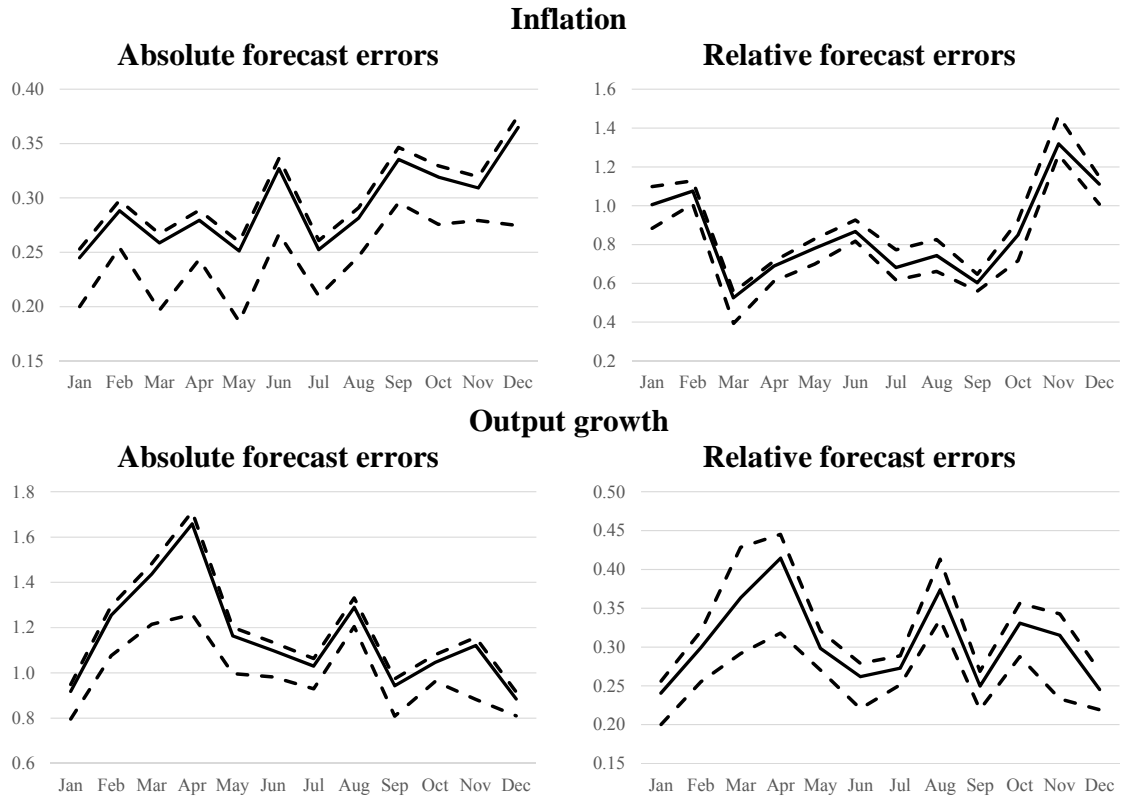 Inflation
Absolute forecast errors
0.40
0.35
0.30
0.25
0.20
0.15
Jan Feb Mar Apr May Jun Jul Aug Sep Oct Nov Dec
Relative forecast errors
1.6
1.4
1.2
1.0
0.8
0.6
0.4
0.2
Jan Feb Mar Apr May Jun Jul Aug Sep Oct Nov Dec
Output growth
Absolute forecast errors
1.8
1.6
1.4
1.2
1.0
0.8
0.6
Jan Feb Mar Apr May Jun Jul Aug Sep Oct Nov Dec
Relative forecast errors
0.50
0.45
0.40
0.35
0.30
0.25
0.20
0.15
Jan Feb Mar Apr May Jun Jul Aug Sep Oct Nov Dec